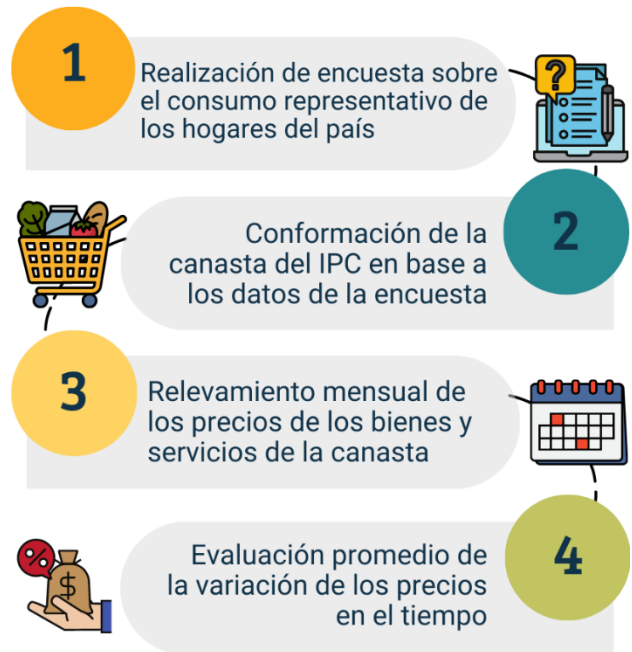 1
Realización de encuesta sobre
el consumo representativo de
los hogares del país
?
2
Conformación de la
canasta del IPC en base a
los datos de la encuesta
3
Relevamiento mensual de
los precios de los bienes y
servicios de la canasta
4
Evaluación promedio de
la variación de los precios
en el tiempo
%
$